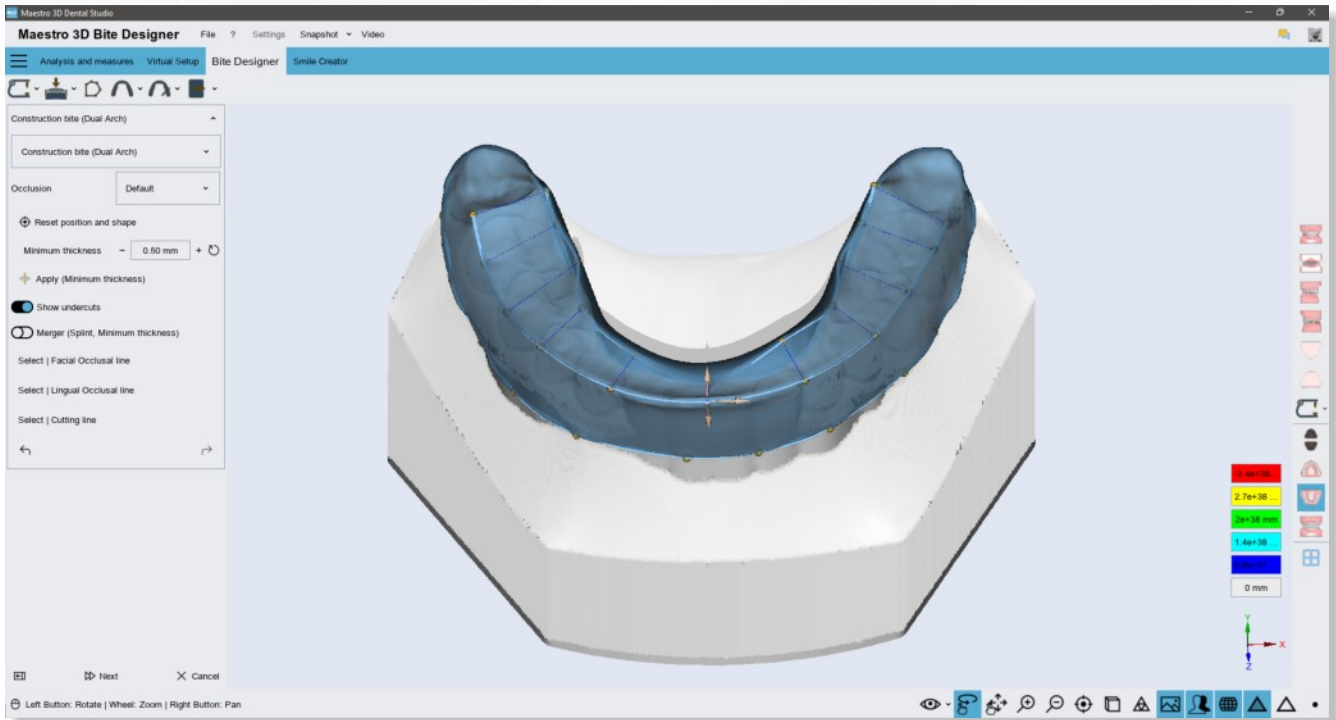 Maestro 3D Dental Studio
Maestro 3D Bite Designer File ? Settings Snapshot Video
Analysis and measures Virtual Setup Bite Designer Smile Creator
Construction bite (Dual Arch)
Construction bite (Dual Arch)
Occlusion Default
Reset position and shape
Minimum thickness - 0.50 mm +
Apply (Minimum thickness)
Show undercuts
Merger (Splint, Minimum thickness)
Select | Facial Occlusal line
Select | Lingual Occlusal line
Select | Cutting line
2.7e+38 ...
2e+38 mm
1.4e+38 ...
0 mm
Y
X
Z
Next Cancel
Left Button: Rotate | Wheel: Zoom | Right Button: Pan